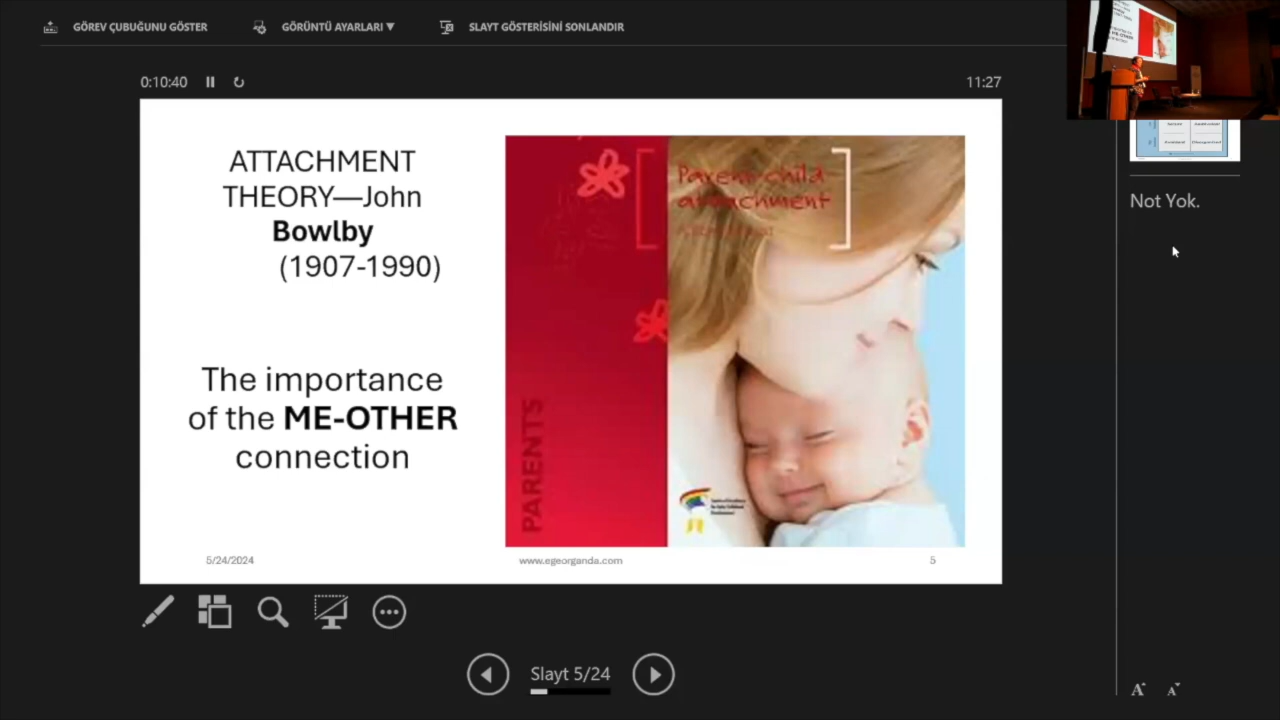 GÖREV ÇUBUĞUNU GÖSTER
GÖRÜNTÜ AYARLARI ▼
SLAYT GÖSTERİSİNİ SONLANDIR
0:10:40
11:27
ATTACHMENT
THEORY—John
Bowlby
(1907-1990)
The importance
of the ME-OTHER
connection
Parent-child
attachment
PARENTS
5/24/2024
www.egeorganda.com
5
Not Yok.
Slayt 5/24
A
A